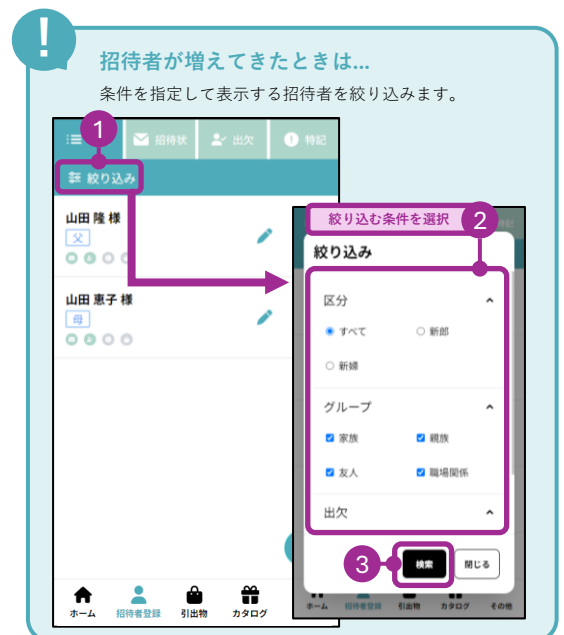 !
招待者が増えてきたときは...
条件を指定して表示する招待者を絞り込みます。
1
招待状
出欠
特記
絞り込み
山田 隆 様
父
山田 恵子 様
母
ホーム
招待者登録
引出物
カタログ
絞り込む条件を選択
2
特記
絞り込み
区分
すべて
新郎
新婦
グループ
家族
親族
友人
職場関係
出欠
3
検索
閉じる
ホーム
招待者登録
引出物
カタログ
その他